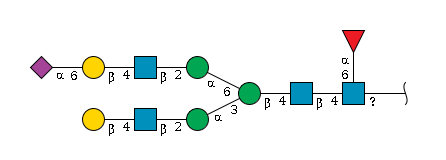 α
6
α 6 β 4 β 2
α 6
β 4 β 4 ?
β 4 β 2 α 3